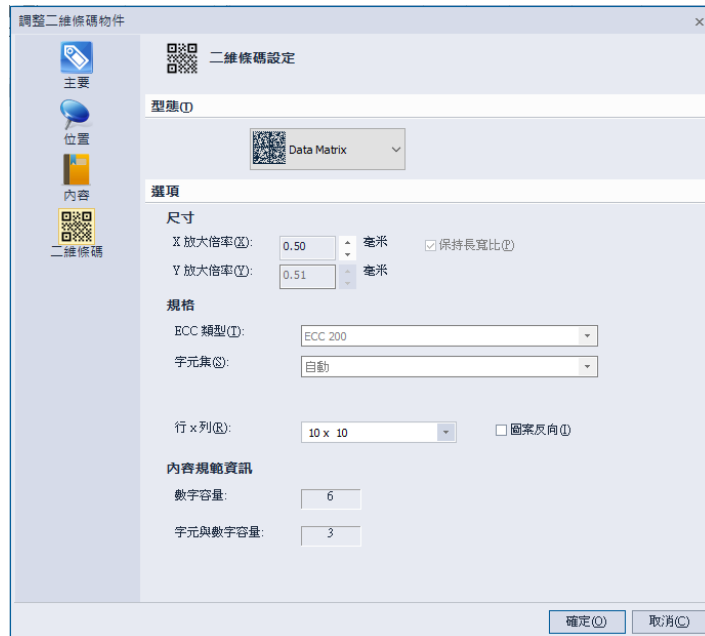 調整二維條碼物件
主要
位置
內容
二維條碼
二維條碼設定
型態(T)
Data Matrix
選項
尺寸
X 放大倍率(X): 0.50 毫米 保持長寬比(P)
Y 放大倍率(Y): 0.51 毫米
規格
ECC 類型(T): ECC 200
字元集(S): 自動
行 x 列(R): 10 x 10 圖案反向(I)
內容規範資訊
數字容量: 6
字元與數字容量: 3
確定(O) 取消(C)